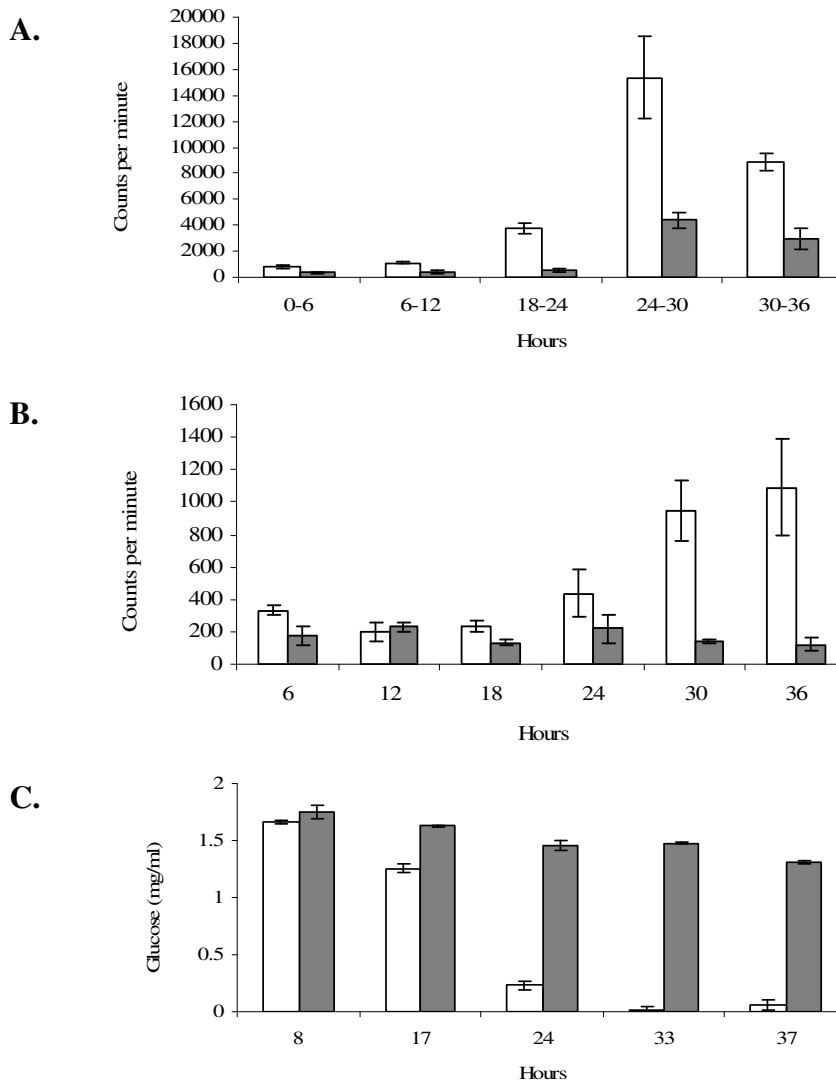 A.
Counts per minute
20000
18000
16000
14000
12000
10000
8000
6000
4000
2000
0
0-6 6-12 18-24 24-30 30-36
Hours
B.
Counts per minute
1600
1400
1200
1000
800
600
400
200
0
6 12 18 24 30 36
Hours
C.
Glucose (mg/ml)
2
1.5
1
0.5
0
8 17 24 33 37
Hours